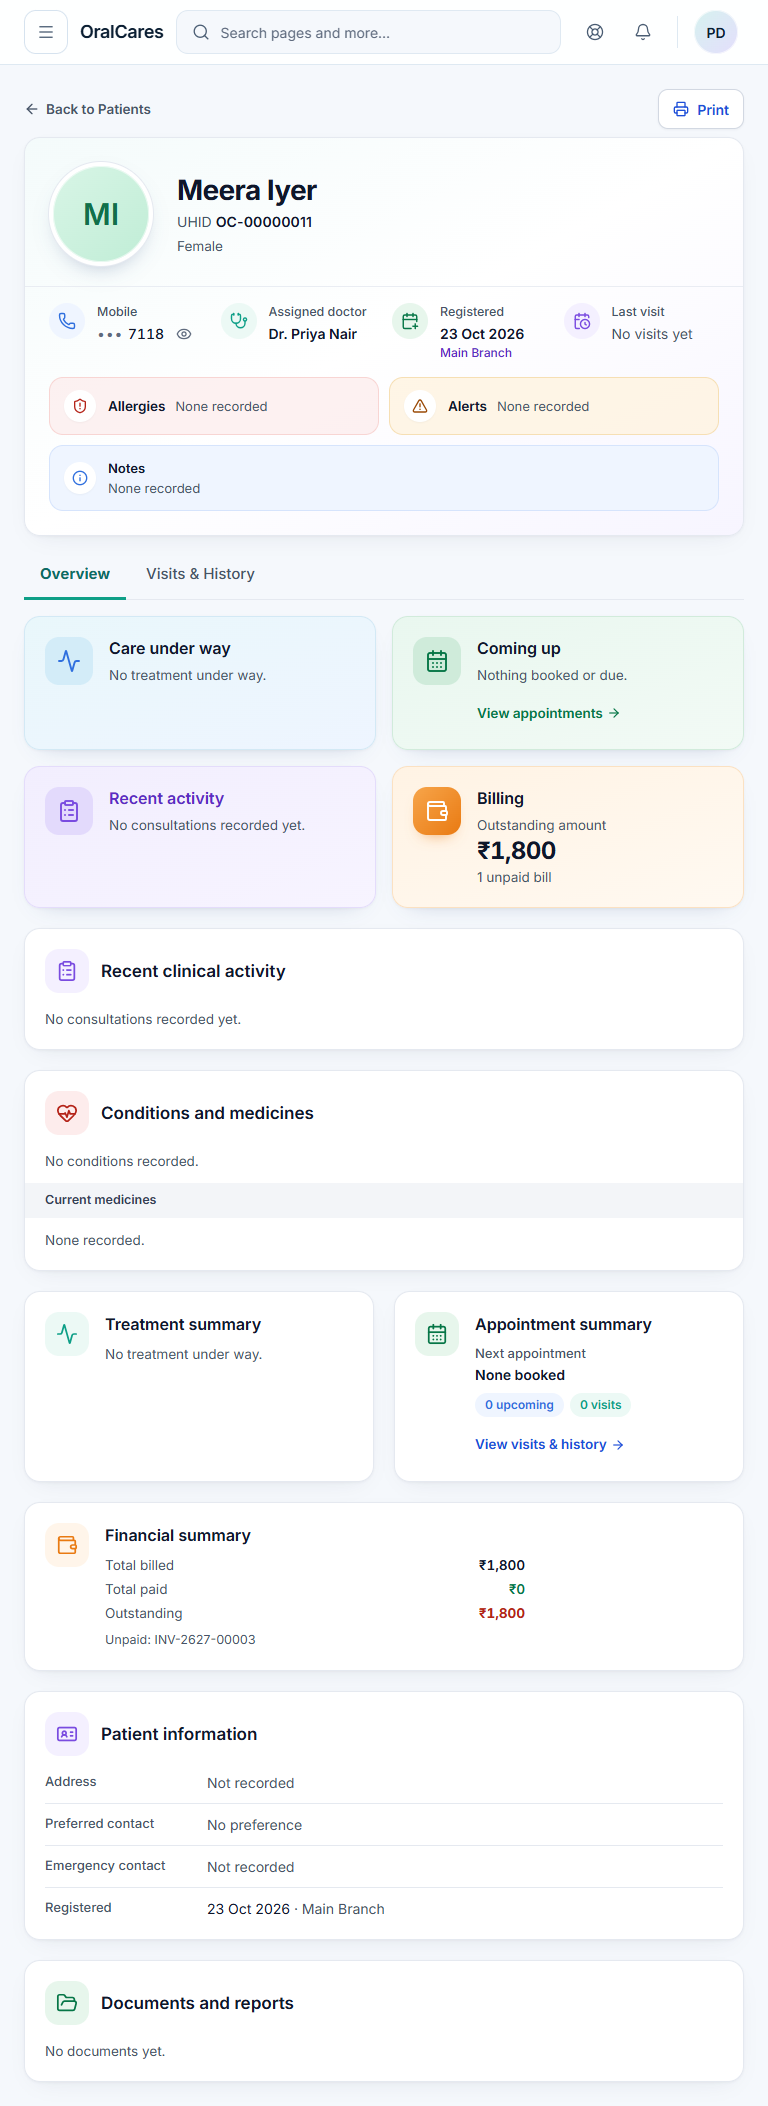 OralCares
Search pages and more...
PD
Back to Patients
Print
MI
Meera Iyer
UHID OC-00000011
Female
Mobile
••• 7118
Assigned doctor
Dr. Priya Nair
Registered
23 Oct 2026
Main Branch
Last visit
No visits yet
Allergies None recorded
Alerts None recorded
Notes
None recorded
Overview
Visits & History
Care under way
No treatment under way.
Coming up
Nothing booked or due.
View appointments →
Recent activity
No consultations recorded yet.
Billing
Outstanding amount
₹1,800
1 unpaid bill
Recent clinical activity
No consultations recorded yet.
Conditions and medicines
No conditions recorded.
Current medicines
None recorded.
Treatment summary
No treatment under way.
Appointment summary
Next appointment
None booked
0 upcoming
0 visits
View visits & history →
Financial summary
Total billed ₹1,800
Total paid ₹0
Outstanding ₹1,800
Unpaid: INV-2627-00003
Patient information
Address Not recorded
Preferred contact No preference
Emergency contact Not recorded
Registered 23 Oct 2026 · Main Branch
Documents and reports
No documents yet.